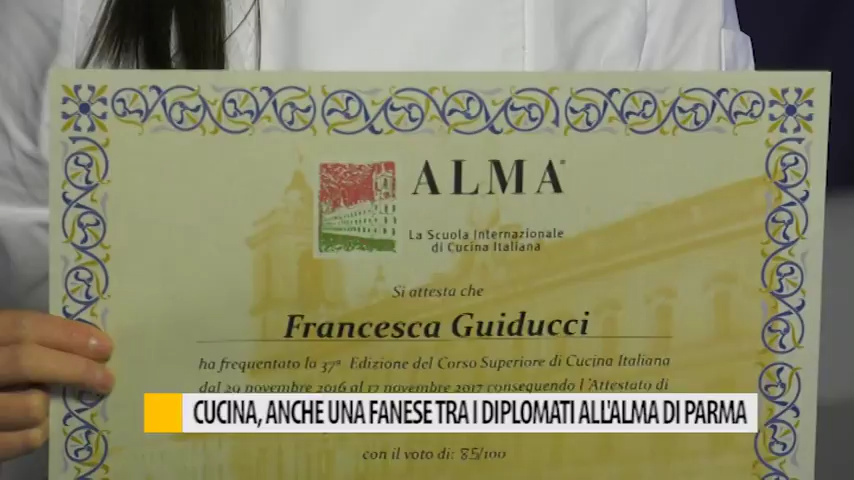 ALMA
La Scuola Internazionale
di Cucina Italiana
Si attesta che
Francesca Guiducci
ha frequentato la 37ª Edizione del Corso Superiore di Cucina Italiana
dal 29 novembre 2016 al 17 novembre 2017 conseguendo l'Attestato di
CUCINA, ANCHE UNA FANESE TRA I DIPLOMATI ALL'ALMA DI PARMA
con il voto di: 85/100